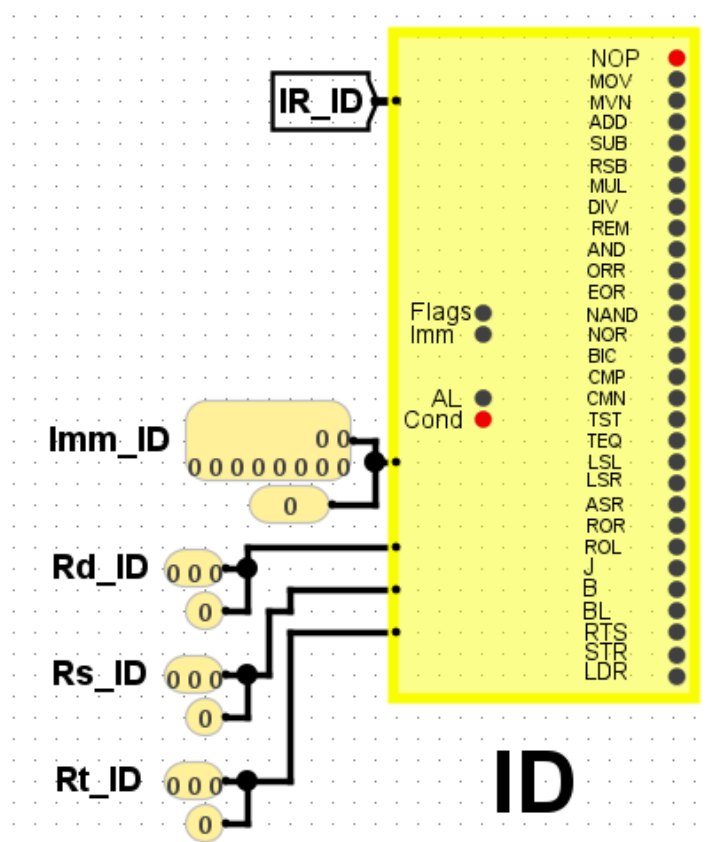 IR_ID
NOP
MOV
MVN
ADD
SUB
RSB
MUL
DIV
REM
AND
ORR
EOR
NAND
NOR
BIC
CMP
CMN
TST
TEQ
LSL
LSR
ASR
ROR
ROL
J
B
BL
RTS
STR
LDR
Flags
Imm
AL
Cond
Imm_ID
0 0
0 0 0 0 0 0 0 0
0
Rd_ID
0 0 0
0
Rs_ID
0 0 0
0
Rt_ID
0 0 0
0
ID